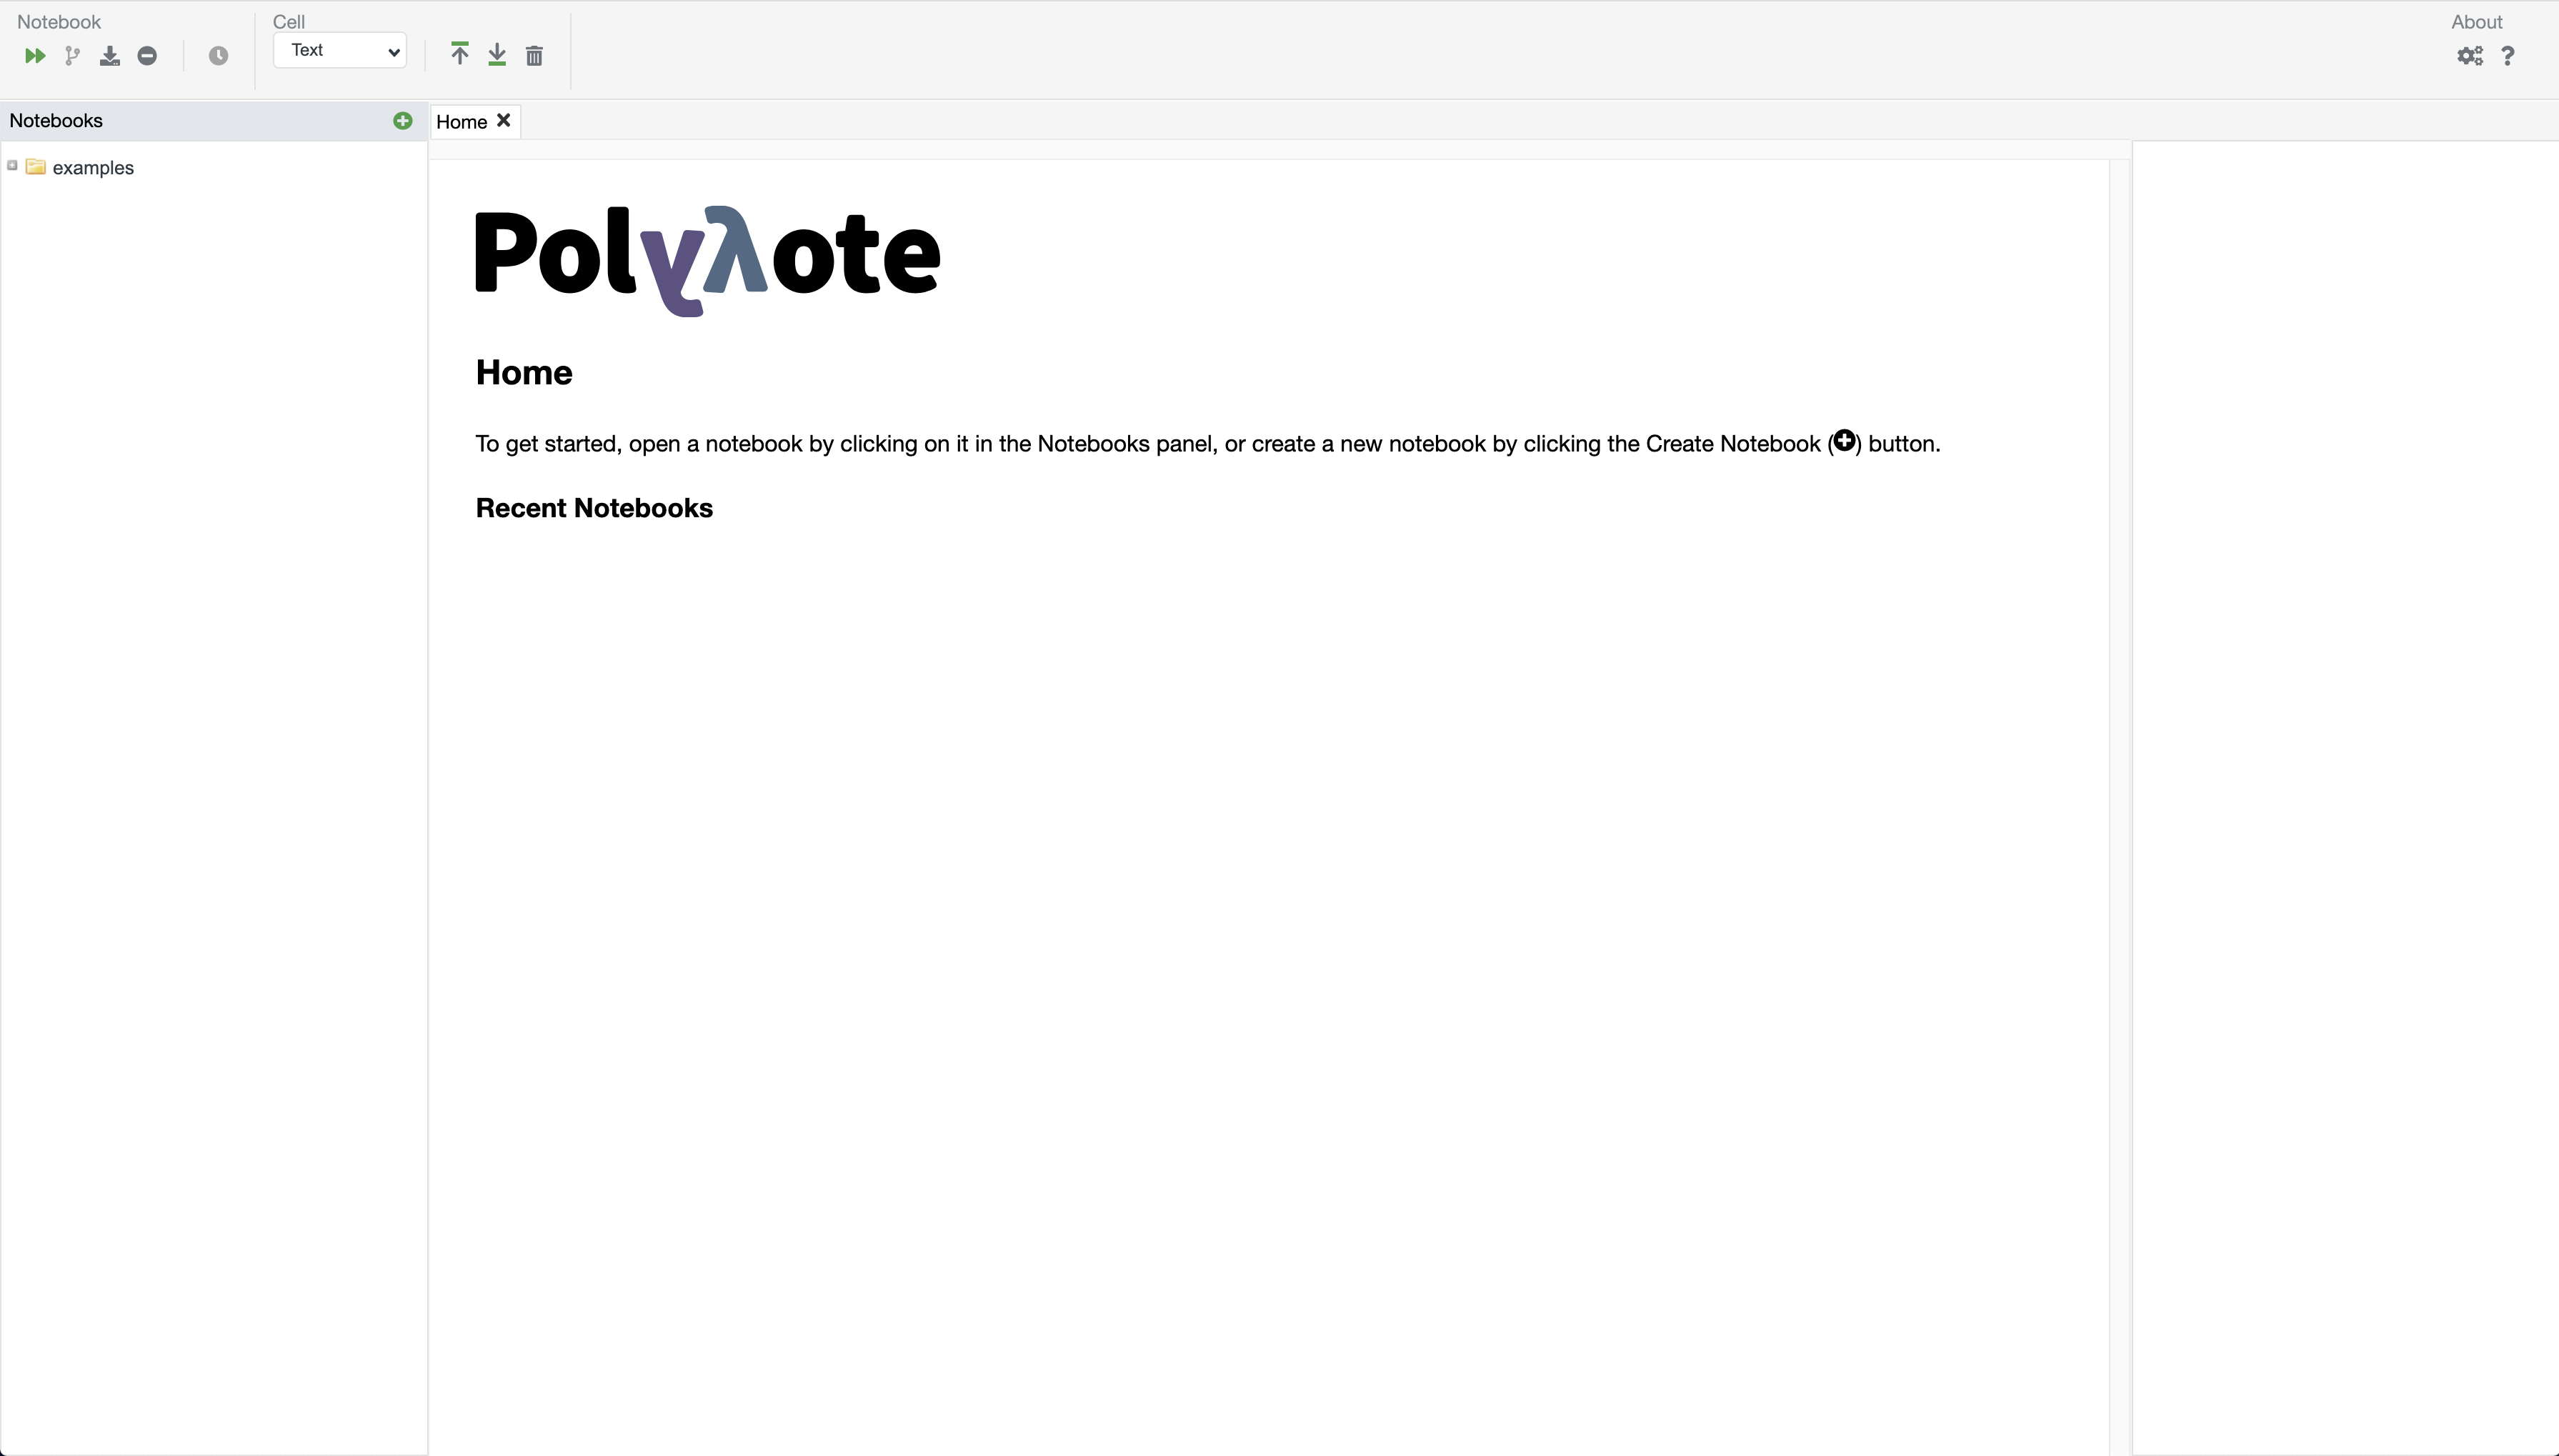 Notebook
Cell
About
Text
Notebooks
Home
examples
Polyλote
Home
To get started, open a notebook by clicking on it in the Notebooks panel, or create a new notebook by clicking the Create Notebook (+) button.
Recent Notebooks